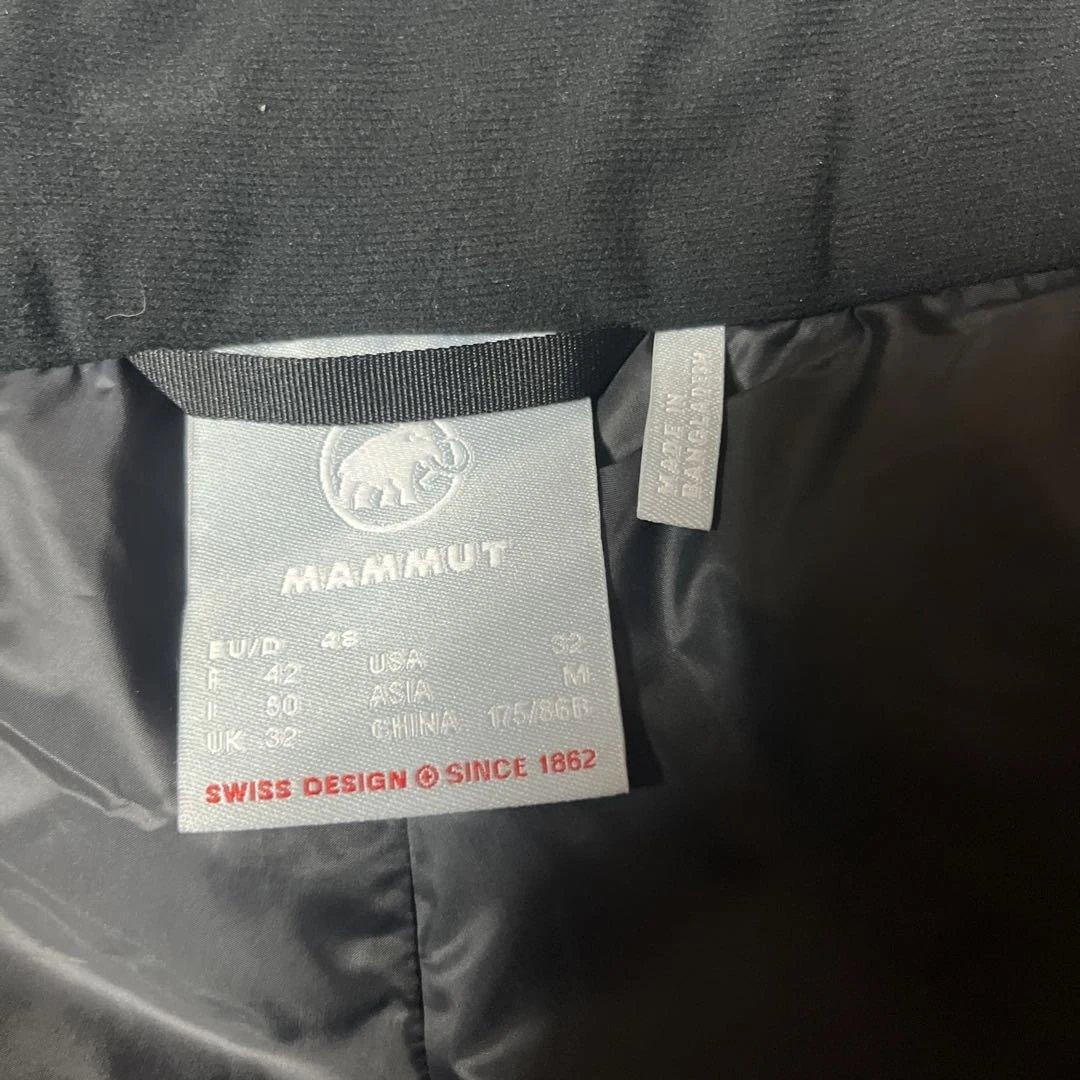 MAMMUT
EU/D 48
F 42
I 50
UK 32
USA 32
ASIA M
CHINA 175/86B
SWISS DESIGN SINCE 1862
MADE IN
BANGLADESH